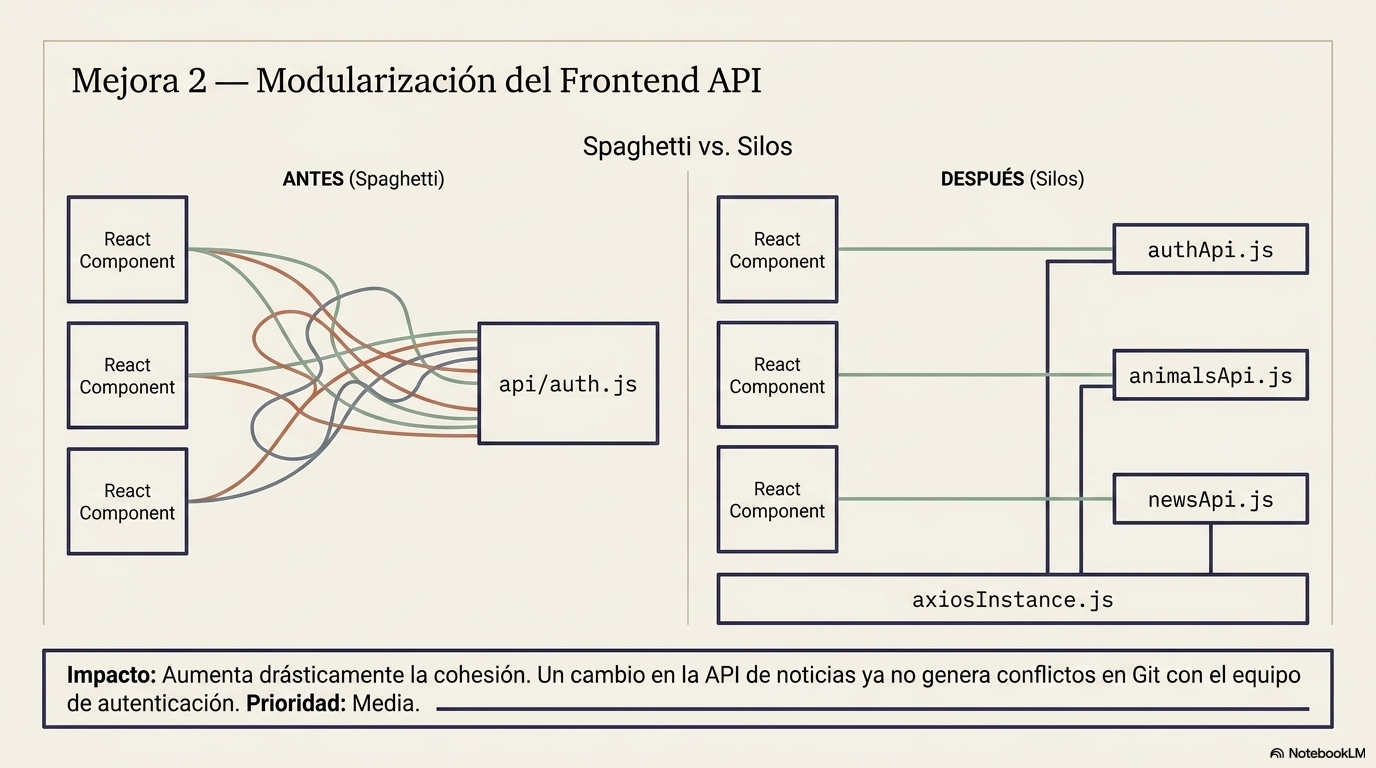 Mejora 2 — Modularización del Frontend API
Spaghetti vs. Silos
ANTES (Spaghetti)
React
Component
React
Component
React
Component
api/auth.js
DESPUÉS (Silos)
React
Component
React
Component
React
Component
authApi.js
animalsApi.js
newsApi.js
axiosInstance.js
Impacto: Aumenta drásticamente la cohesión. Un cambio en la API de noticias ya no genera conflictos en Git con el equipo
de autenticación. Prioridad: Media.
NotebookLM